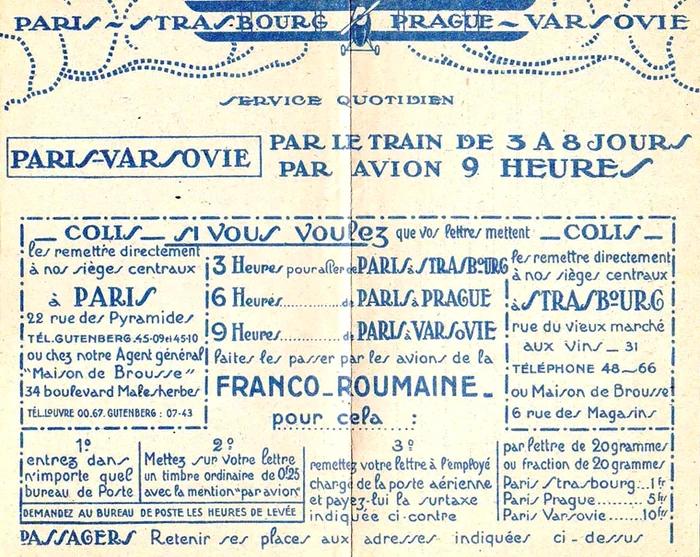 PARIS ~ STRASBOURG PRAGUE ~ VARSOVIE
SERVICE QUOTIDIEN
PARIS-VARSOVIE
PAR LE TRAIN DE 3 A 8 JOURS
PAR AVION 9 HEURES
_ COLIS _
les remettre directement
à nos sièges centraux
à PARIS
22 rue des Pyramides
TÉL. GUTENBERG 45-09 et 45-10
ou chez notre Agent général
"Maison de Brousse"
34 boulevard Malesherbes
TÉL. LOUVRE 00.67. GUTENBERG : 07-43
SI VOUS VOULEZ que vos lettres mettent
3 Heures pour aller de PARIS à STRASBOURG
6 Heures............de PARIS à PRAGUE
9 Heures............de PARIS à VARSOVIE
faites les passer par les avions de la
FRANCO-ROUMAINE-
pour cela :
_ COLIS _
les remettre directement
à nos sièges centraux
à STRASBOURG
rue du vieux marché
aux Vins _ 31
TÉLÉPHONE 48~66
ou Maison de Brousse
6 rue des Magasins
1º
entrez dans
n'importe quel
bureau de Poste
2º
Mettez sur votre lettre
un timbre ordinaire de 0f.25
avec la mention "par avion"
DEMANDEZ AU BUREAU DE POSTE LES HEURES DE LEVÉE
3º
remettez votre lettre à l'employé
chargé de la poste aérienne
et payez-lui la surtaxe
indiquée ci-contre
par lettre de 20 grammes
ou fraction de 20 grammes
Paris Strasbourg..1fr
Paris Prague.......5fr
Paris Varsovie....10fr
PASSAGERS Retenir ses places aux adresses indiquées ci-dessus